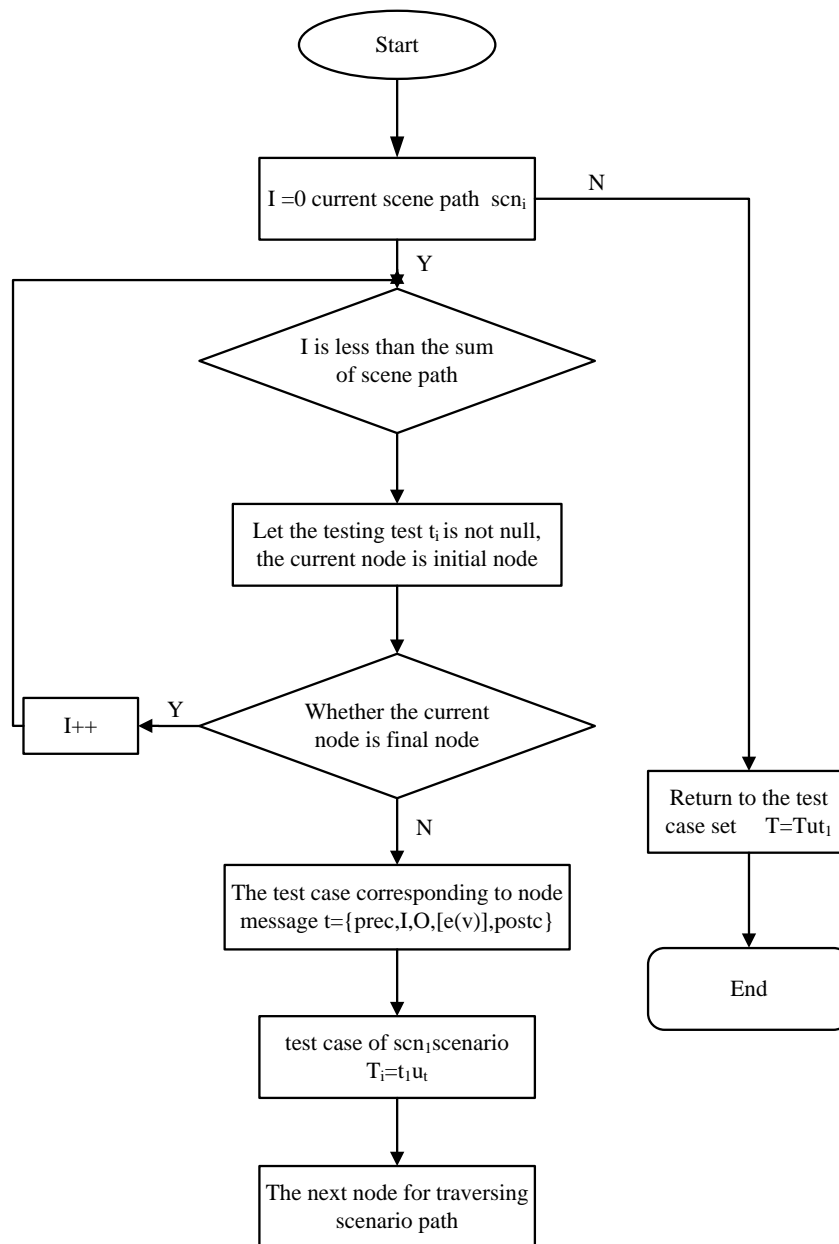 Start
I =0 current scene path scnᵢ
N
Y
I is less than the sum
of scene path
Let the testing test tᵢ is not null,
the current node is initial node
Whether the current
node is final node
Y
I++
N
Return to the test
case set T=Tut₁
The test case corresponding to node
message t={prec,I,O,[e(v)],postc}
End
test case of scn₁scenario
Tᵢ=t₁uₜ
The next node for traversing
scenario path